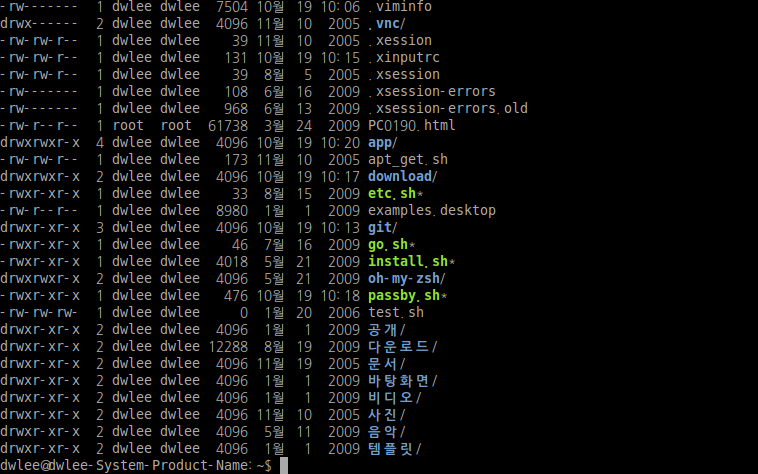 -rw------- 1 dwlee dwlee 7504 10월 19 10:06 .viminfo
drwx------ 2 dwlee dwlee 4096 11월 10 2005 .vnc/
-rw-rw-r-- 1 dwlee dwlee 39 11월 10 2005 .xession
-rw-rw-r-- 1 dwlee dwlee 131 10월 19 10:15 .xinputrc
-rw-rw-r-- 1 dwlee dwlee 39 8월 5 2005 .xsession
-rw------- 1 dwlee dwlee 108 6월 16 2009 .xsession-errors
-rw------- 1 dwlee dwlee 968 6월 13 2009 .xsession-errors.old
-rw-r--r-- 1 root root 61738 3월 24 2009 PC0190.html
drwxrwxr-x 4 dwlee dwlee 4096 10월 19 10:20 app/
-rw-rw-r-- 1 dwlee dwlee 173 11월 10 2005 apt_get.sh
drwxrwxr-x 2 dwlee dwlee 4096 10월 19 10:17 download/
-rwxr-xr-x 1 dwlee dwlee 33 8월 15 2009 etc.sh*
-rw-r--r-- 1 dwlee dwlee 8980 1월 1 2009 examples.desktop
drwxr-xr-x 3 dwlee dwlee 4096 10월 19 10:13 git/
-rwxr-xr-x 1 dwlee dwlee 46 7월 16 2009 go.sh*
-rwxr-xr-x 1 dwlee dwlee 4018 5월 21 2009 install.sh*
drwxrwxr-x 2 dwlee dwlee 4096 5월 21 2009 oh-my-zsh/
-rwxr-xr-x 1 dwlee dwlee 476 10월 19 10:18 passby.sh*
-rw-rw-rw- 1 dwlee dwlee 0 1월 20 2006 test.sh
drwxr-xr-x 2 dwlee dwlee 4096 1월 1 2009 공개/
drwxr-xr-x 2 dwlee dwlee 12288 8월 19 2009 다운로드/
drwxr-xr-x 2 dwlee dwlee 4096 11월 19 2005 문서/
drwxr-xr-x 2 dwlee dwlee 4096 1월 1 2009 바탕화면/
drwxr-xr-x 2 dwlee dwlee 4096 1월 1 2009 비디오/
drwxr-xr-x 2 dwlee dwlee 4096 11월 10 2005 사진/
drwxr-xr-x 2 dwlee dwlee 4096 5월 11 2009 음악/
drwxr-xr-x 2 dwlee dwlee 4096 1월 1 2009 템플릿/
dwlee@dwlee-System-Product-Name:~$